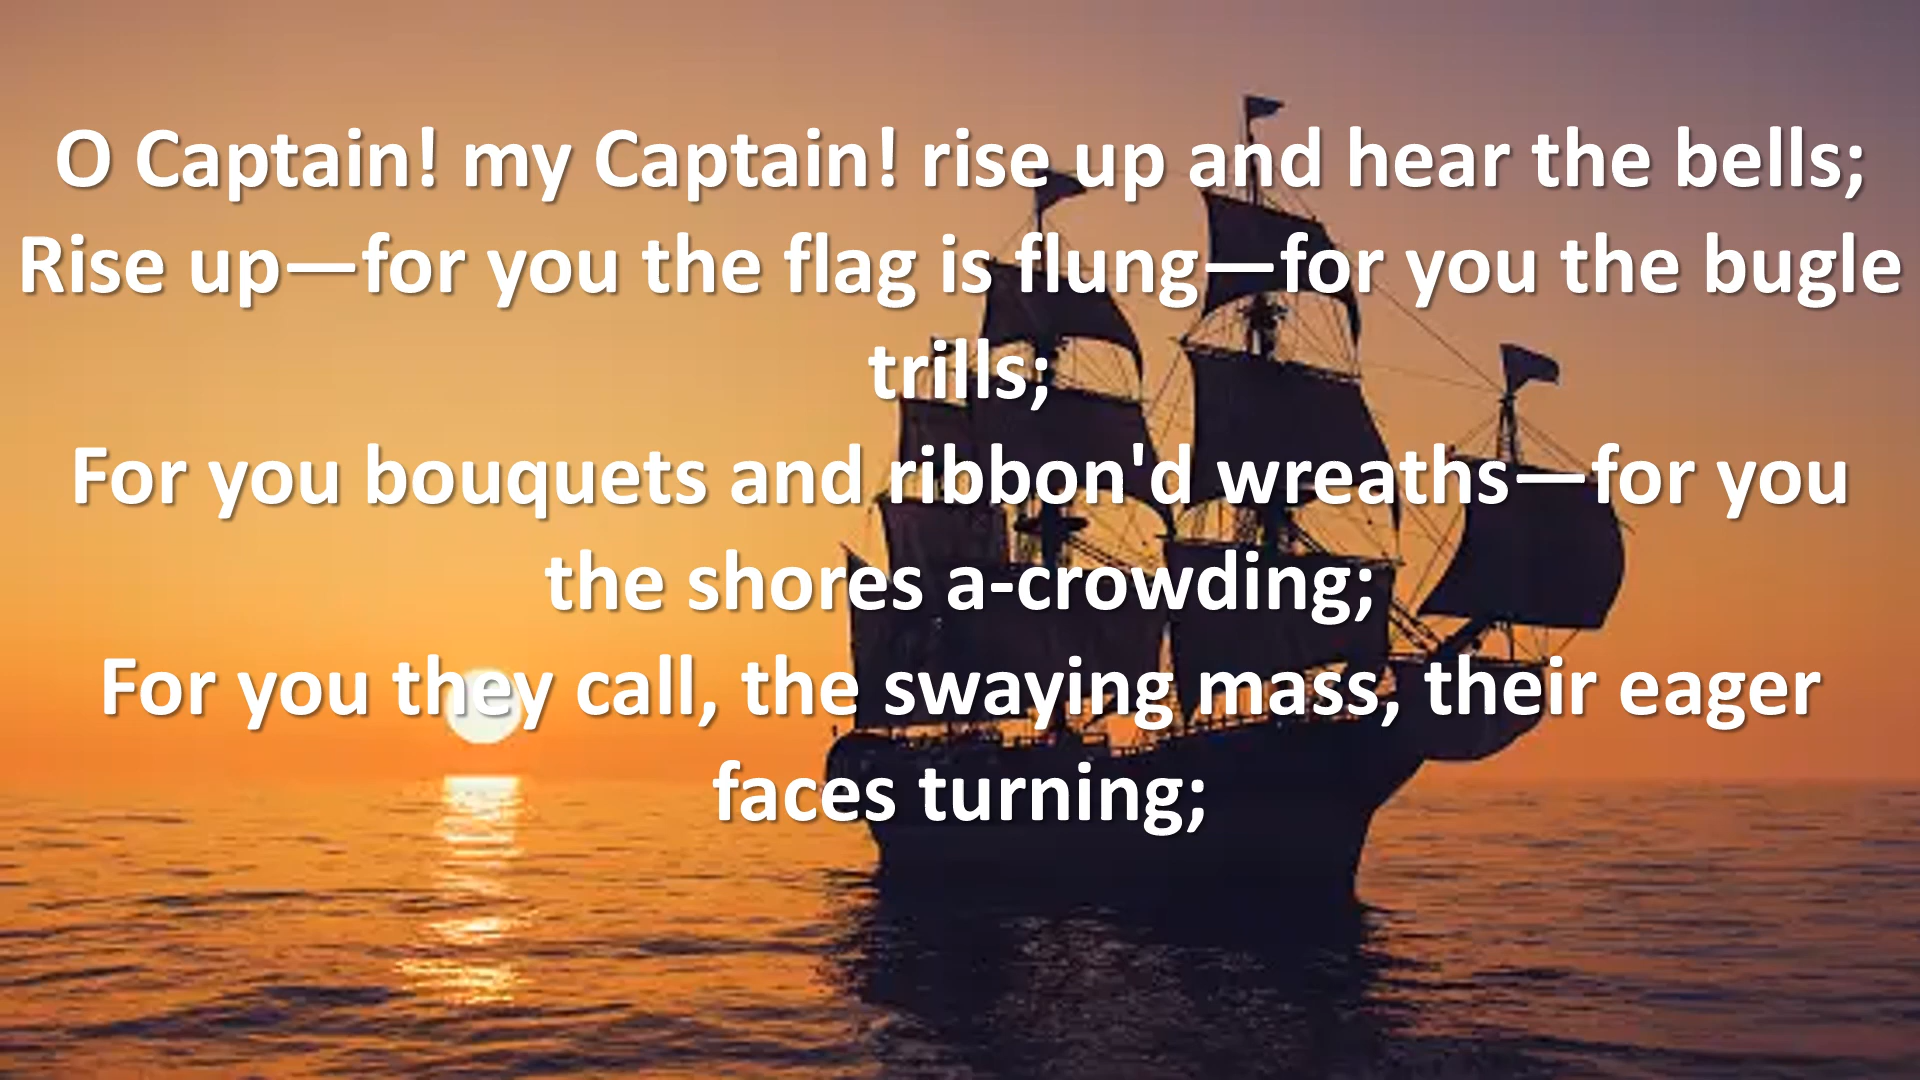 O Captain! my Captain! rise up and hear the bells;
Rise up—for you the flag is flung—for you the bugle
trills;
For you bouquets and ribbon'd wreaths—for you
the shores a-crowding;
For you they call, the swaying mass, their eager
faces turning;